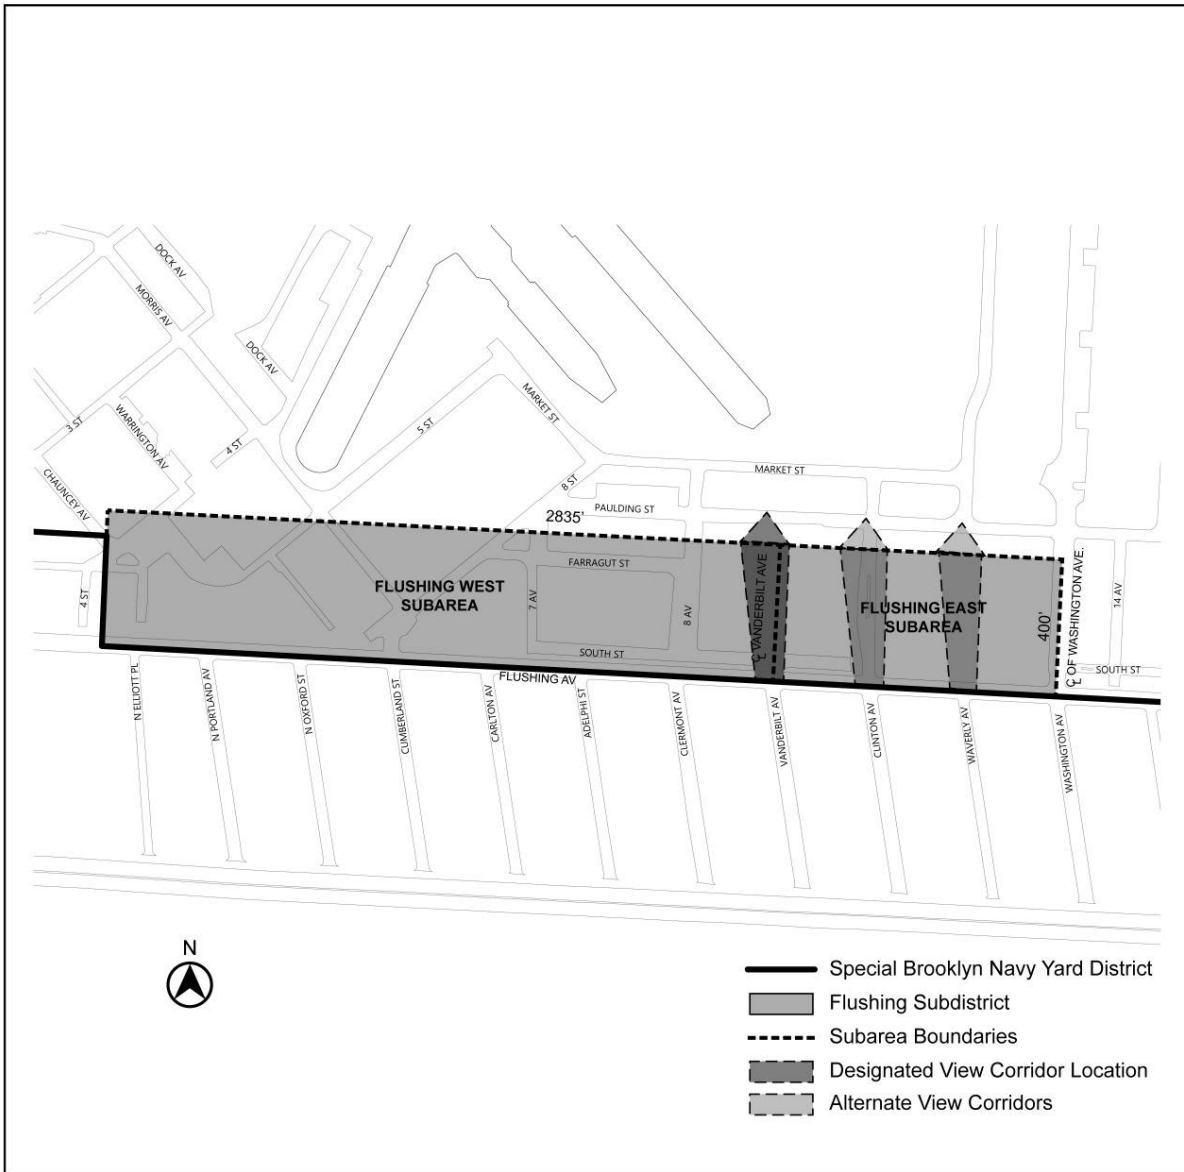 DOCK AV
MORRIS AV
DOCK AV
3 ST
WARRINGTON AV
4 ST
5 ST
MARKET ST
CHAUNCEY AV
8 ST
MARKET ST
PAULDING ST
2835'
FARRAGUT ST
FLUSHING WEST
SUBAREA
4 ST
7 AV
8 AV
℄ VANDERBILT AVE
FLUSHING EAST
SUBAREA
400'
℄ OF WASHINGTON AVE.
14 AV
SOUTH ST
SOUTH ST
FLUSHING AV
N ELLIOTT PL
N PORTLAND AV
N OXFORD ST
CUMBERLAND ST
CARLTON AV
ADELPHI ST
CLERMONT AV
VANDERBILT AV
CLINTON AV
WAVERLY AV
WASHINGTON AV
N
Special Brooklyn Navy Yard District
Flushing Subdistrict
Subarea Boundaries
Designated View Corridor Location
Alternate View Corridors